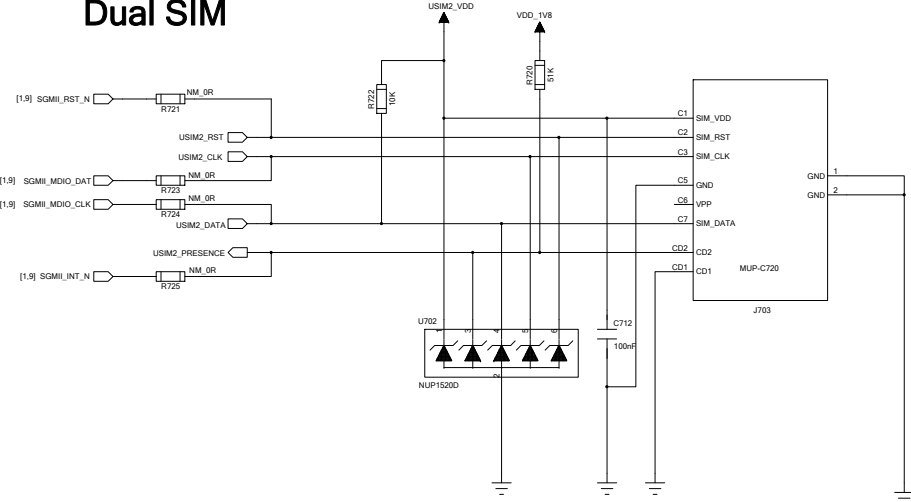 Dual SIM
USIM2_VDD
VDD_1V8
R720
51K
R722
10K
[1,9] SGMII_RST_N
NM_0R
R721
C1
SIM_VDD
USIM2_RST
C2
SIM_RST
USIM2_CLK
C3
SIM_CLK
[1,9] SGMII_MDIO_DAT
NM_0R
R723
C5
GND
GND
1
[1,9] SGMII_MDIO_CLK
NM_0R
R724
C6
VPP
GND
2
USIM2_DATA
C7
SIM_DATA
USIM2_PRESENCE
CD2
CD2
[1,9] SGMII_INT_N
NM_0R
R725
CD1
CD1
MUP-C720
J703
U702
1
3
4
5
6
C712
100nF
2
NUP1520D